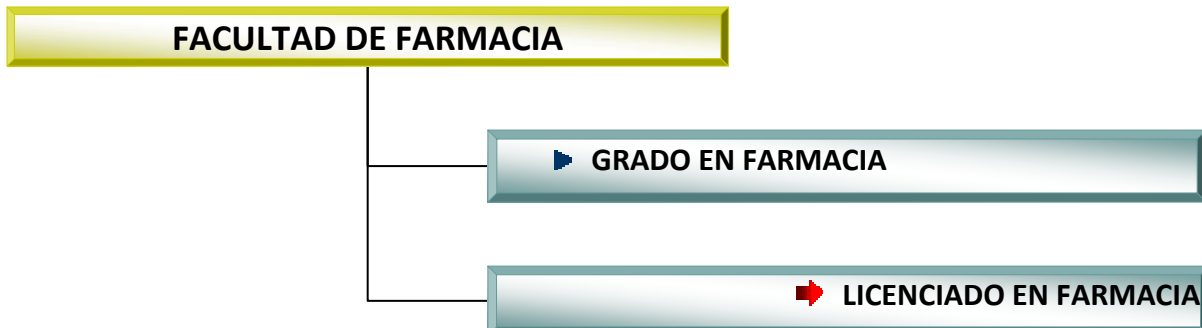 FACULTAD DE FARMACIA
GRADO EN FARMACIA
LICENCIADO EN FARMACIA